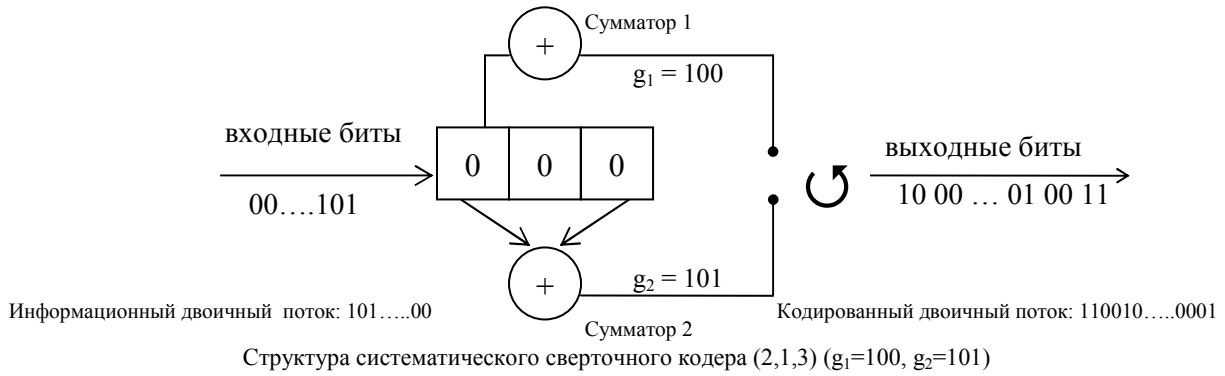 Сумматор 1
+
g₁ = 100
входные биты
0 0 0
выходные биты
00….101
10 00 … 01 00 11
g₂ = 101
+
Информационный двоичный поток: 101…..00
Кодированный двоичный поток: 110010…..0001
Сумматор 2
Структура систематического сверточного кодера (2,1,3) (g₁=100, g₂=101)